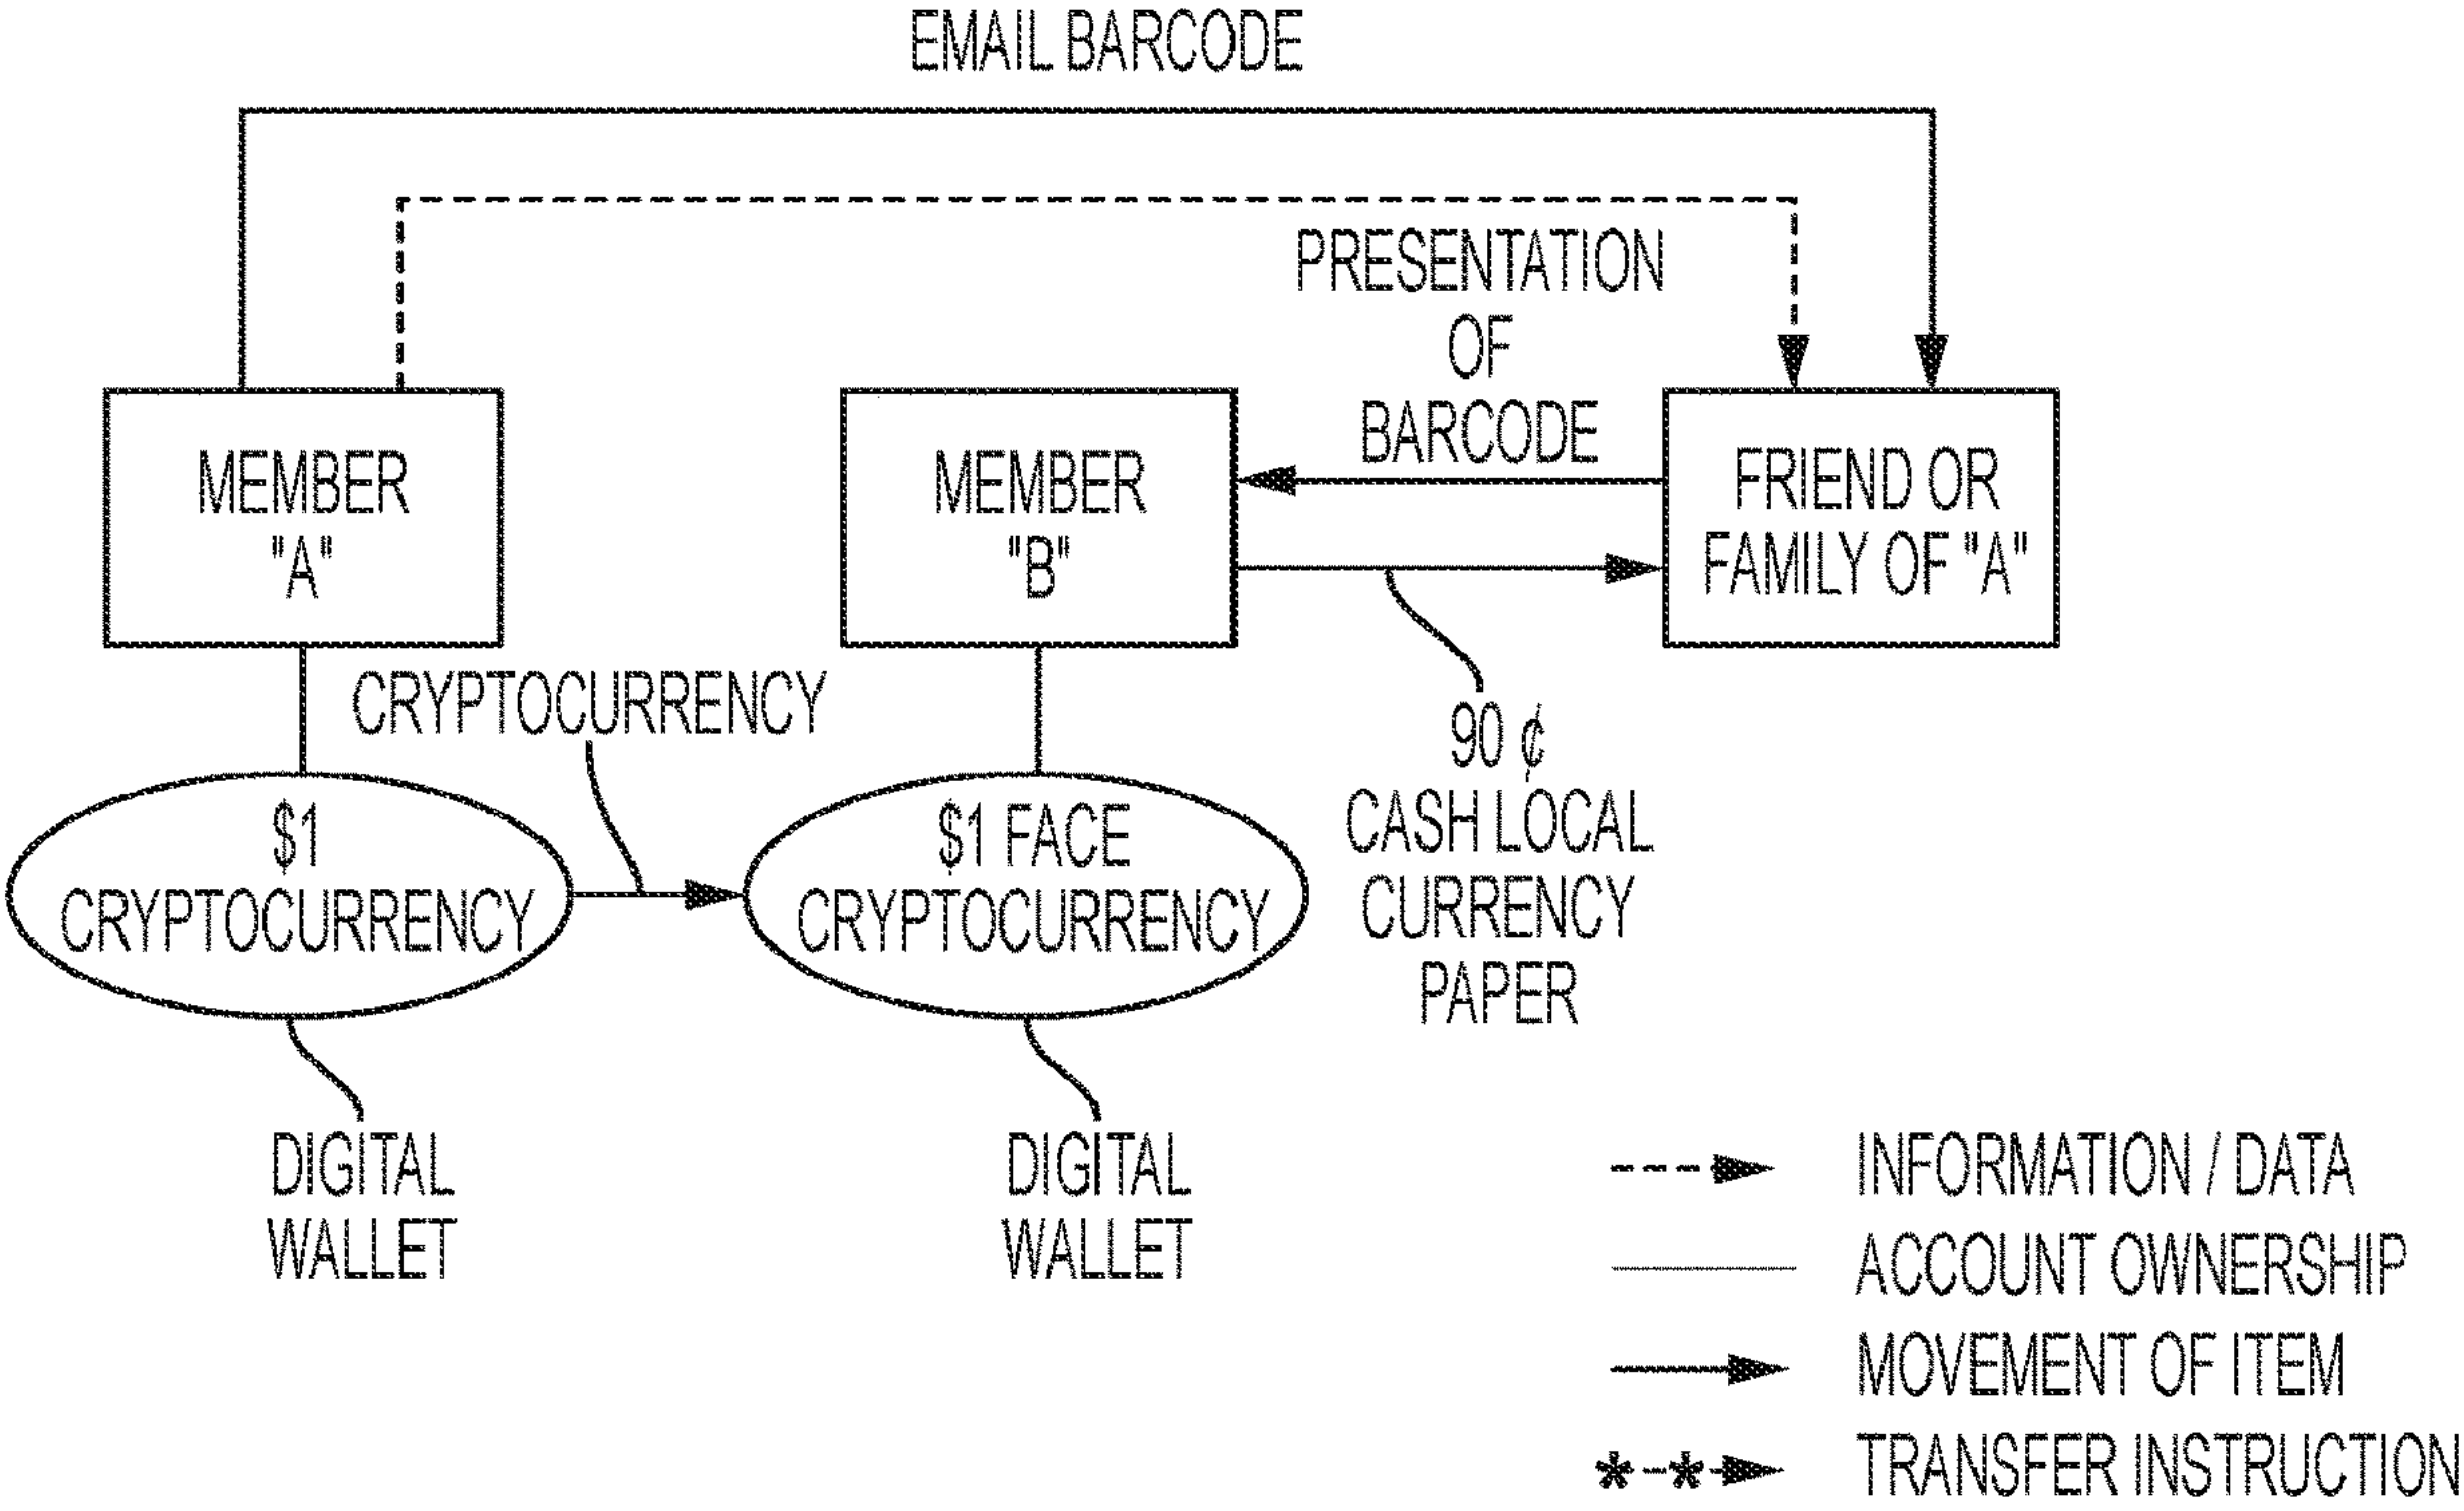 EMAIL BARCODE
PRESENTATION
OF
BARCODE
MEMBER
"A"
MEMBER
"B"
FRIEND OR
FAMILY OF "A"
CRYPTOCURRENCY
90 ¢
CASH LOCAL
CURRENCY
PAPER
$1
CRYPTOCURRENCY
$1 FACE
CRYPTOCURRENCY
DIGITAL
WALLET
DIGITAL
WALLET
INFORMATION / DATA
ACCOUNT OWNERSHIP
MOVEMENT OF ITEM
*-*TRANSFER INSTRUCTION